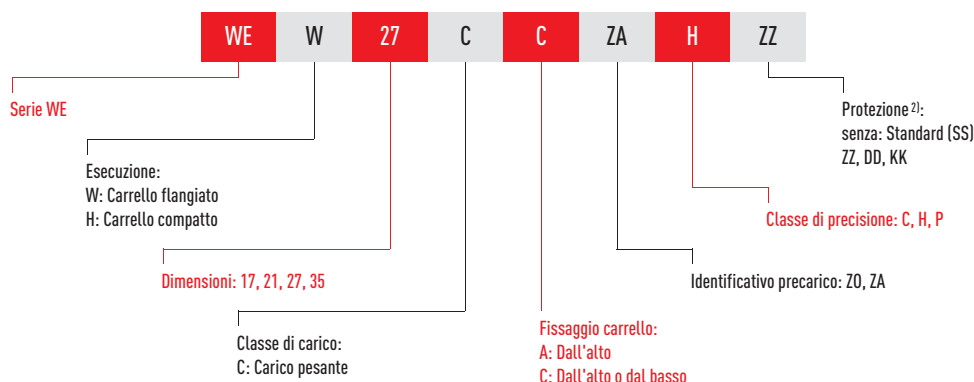 WE W 27 C C ZA H ZZ
Serie WE
Protezione 2):
senza: Standard (SS)
ZZ, DD, KK
Esecuzione:
W: Carrello flangiato
H: Carrello compatto
Classe di precisione: C, H, P
Dimensioni: 17, 21, 27, 35
Identificativo precarico: Z0, ZA
Classe di carico:
C: Carico pesante
Fissaggio carrello:
A: Dall'alto
C: Dall'alto o dal basso